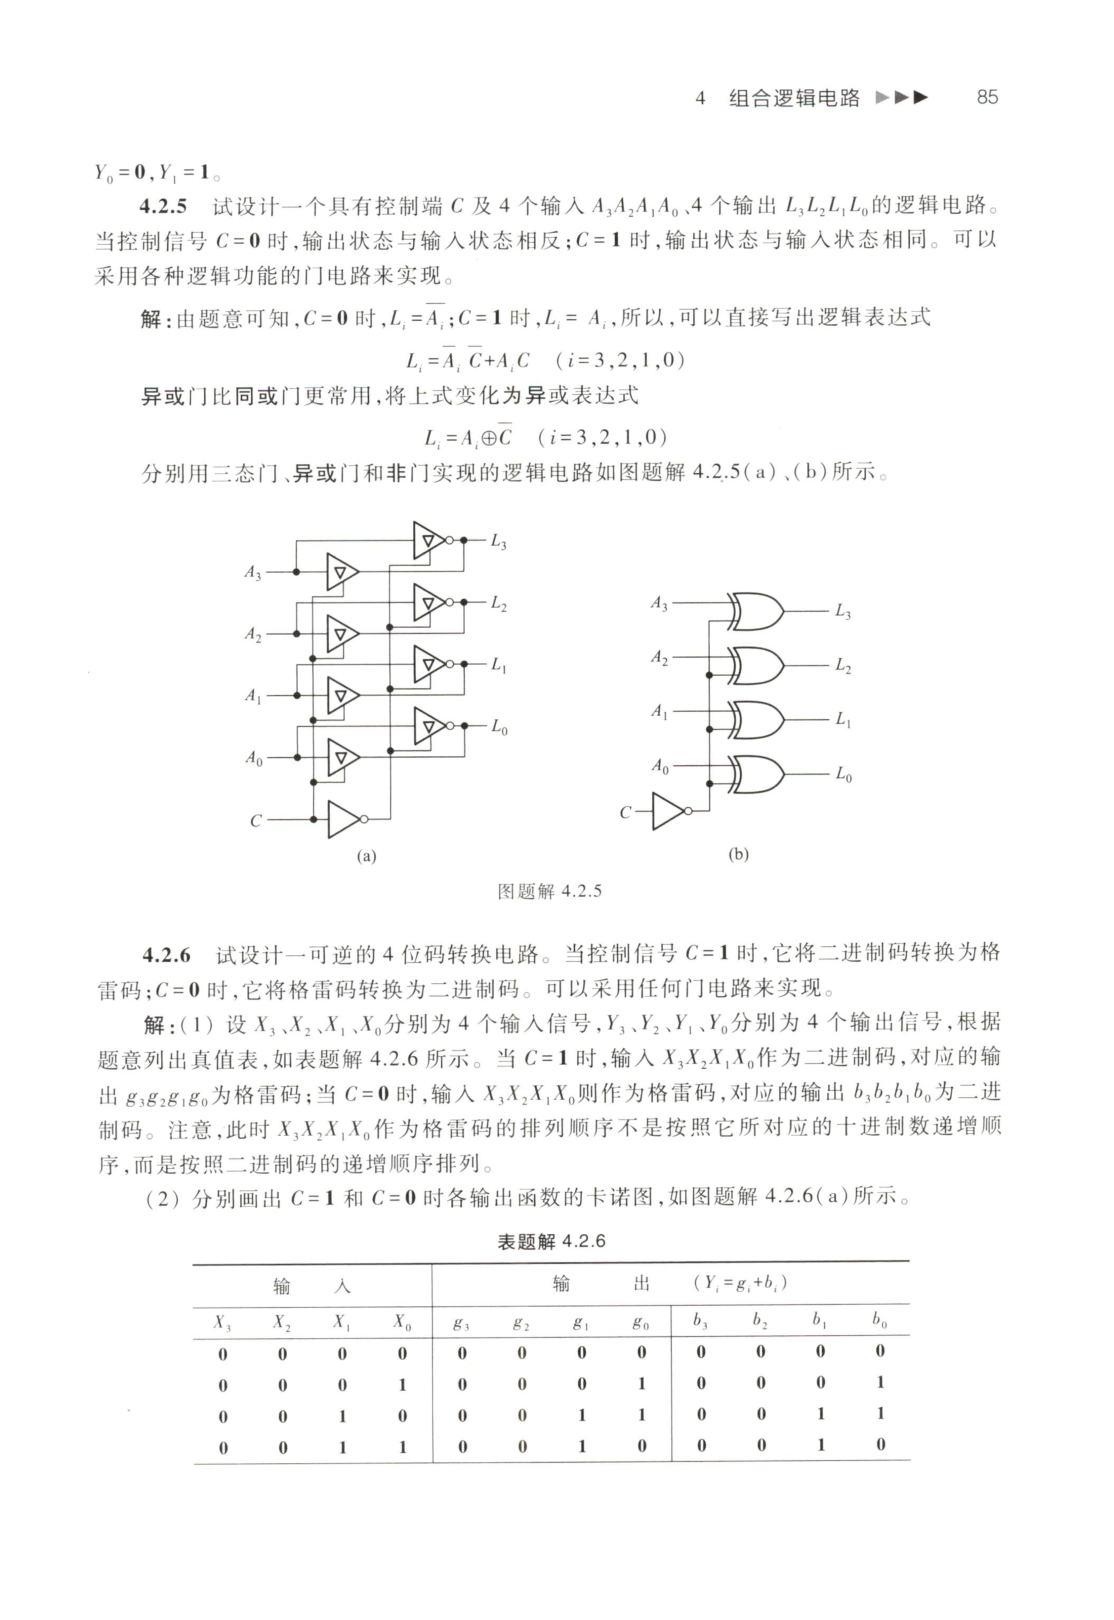 4 组合逻辑电路 ▶▶▶ 85
Y₀=0,Y₁=1。
4.2.5 试设计一个具有控制端 C 及 4 个输入 A₃A₂A₁A₀、4 个输出 L₃L₂L₁L₀的逻辑电路。
当控制信号 C=0 时,输出状态与输入状态相反;C=1 时,输出状态与输入状态相同。可以
采用各种逻辑功能的门电路来实现。
解:由题意可知,C=0 时,Lᵢ=A̅ᵢ;C=1 时,Lᵢ= Aᵢ,所以,可以直接写出逻辑表达式
Lᵢ=A̅ᵢ C̅+AᵢC (i=3,2,1,0)
异或门比同或门更常用,将上式变化为异或表达式
Lᵢ=Aᵢ⊕C̅ (i=3,2,1,0)
分别用三态门、异或门和非门实现的逻辑电路如图题解 4.2.5(a)、(b)所示。
A₃ L₃
A₂ L₂
A₁ L₁
A₀ L₀
C
(a)
A₃ L₃
A₂ L₂
A₁ L₁
A₀ L₀
C
(b)
图题解 4.2.5
4.2.6 试设计一可逆的 4 位码转换电路。当控制信号 C=1 时,它将二进制码转换为格
雷码;C=0 时,它将格雷码转换为二进制码。可以采用任何门电路来实现。
解:(1) 设 X₃、X₂、X₁、X₀分别为 4 个输入信号,Y₃、Y₂、Y₁、Y₀分别为 4 个输出信号,根据
题意列出真值表,如表题解 4.2.6 所示。当 C=1 时,输入 X₃X₂X₁X₀作为二进制码,对应的输
出 g₃g₂g₁g₀为格雷码;当 C=0 时,输入 X₃X₂X₁X₀则作为格雷码,对应的输出 b₃b₂b₁b₀为二进
制码。注意,此时 X₃X₂X₁X₀作为格雷码的排列顺序不是按照它所对应的十进制数递增顺
序,而是按照二进制码的递增顺序排列。
(2) 分别画出 C=1 和 C=0 时各输出函数的卡诺图,如图题解 4.2.6(a)所示。
表题解 4.2.6
输 入 输 出 (Yᵢ=gᵢ+bᵢ)
X₃ X₂ X₁ X₀ g₃ g₂ g₁ g₀ b₃ b₂ b₁ b₀
0 0 0 0 0 0 0 0 0 0 0 0
0 0 0 1 0 0 0 1 0 0 0 1
0 0 1 0 0 0 1 1 0 0 1 1
0 0 1 1 0 0 1 0 0 0 1 0